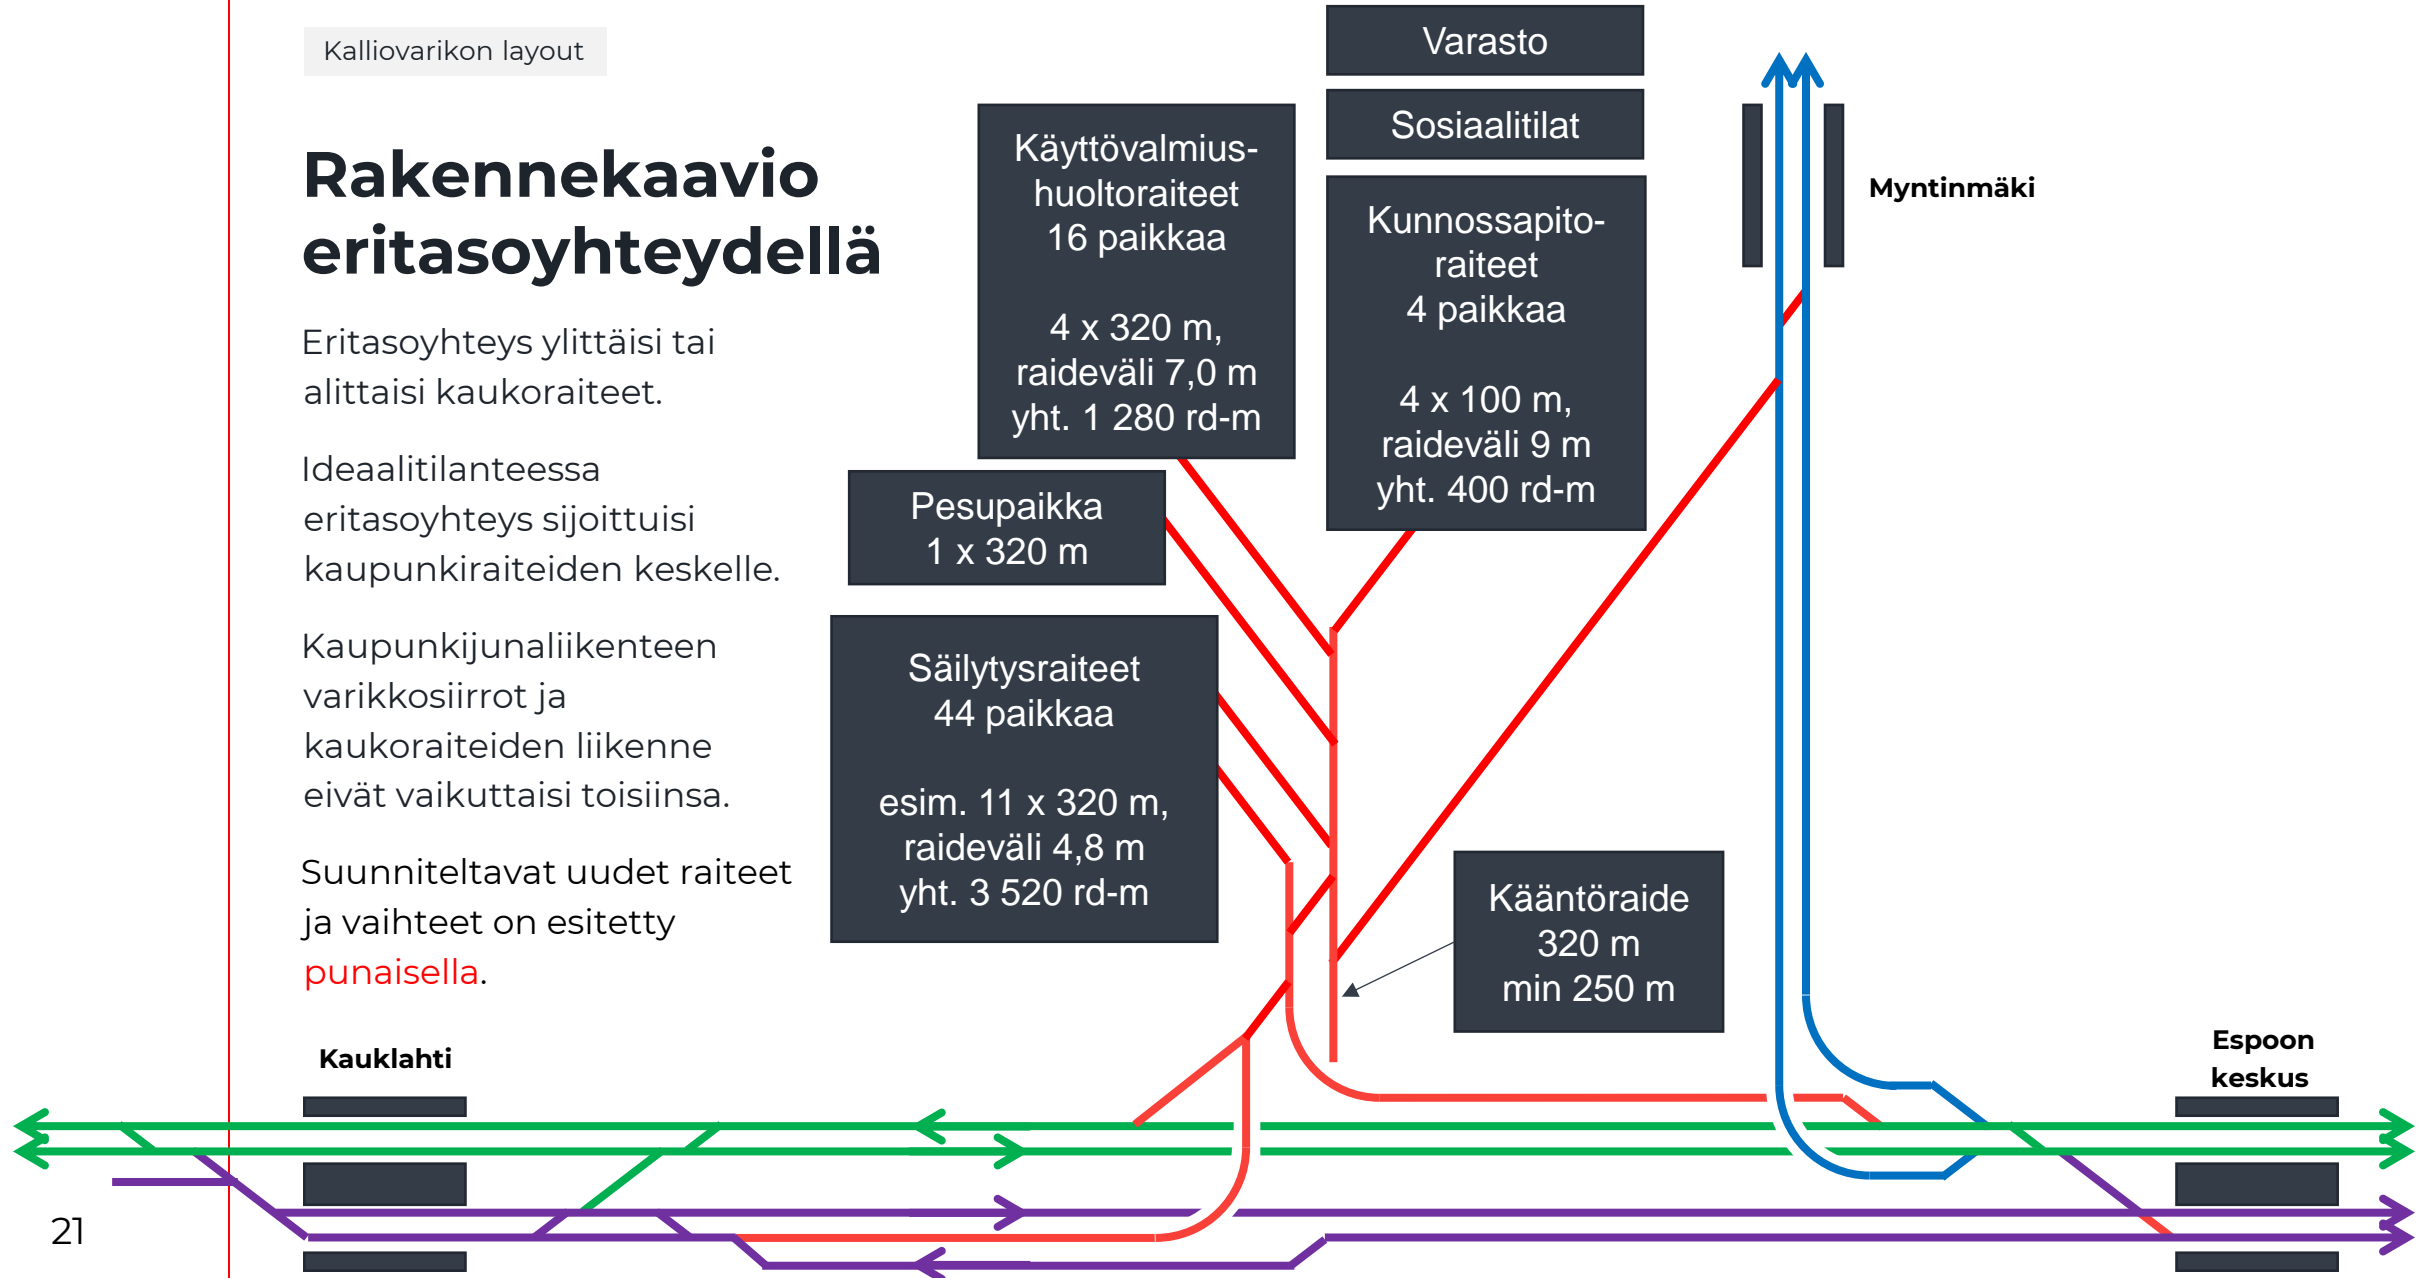 Kalliovarikon layout
Rakennekaavio
eritasoyhteydellä
Eritasoyhteys ylittäisi tai
alittaisi kaukoraiteet.
Ideaalitilanteessa
eritasoyhteys sijoittuisi
kaupunkiraiteiden keskelle.
Kaupunkijunaliikenteen
varikkosiirrot ja
kaukoraiteiden liikenne
eivät vaikuttaisi toisiinsa.
Suunniteltavat uudet raiteet
ja vaihteet on esitetty
punaisella.
Varasto
Sosiaalitilat
Käyttövalmius-
huoltoraiteet
16 paikkaa
4 x 320 m,
raideväli 7,0 m
yht. 1 280 rd-m
Kunnossapito-
raiteet
4 paikkaa
4 x 100 m,
raideväli 9 m
yht. 400 rd-m
Myntinmäki
Pesupaikka
1 x 320 m
Säilytysraiteet
44 paikkaa
esim. 11 x 320 m,
raideväli 4,8 m
yht. 3 520 rd-m
Kääntöraide
320 m
min 250 m
Kauklahti
Espoon
keskus
21